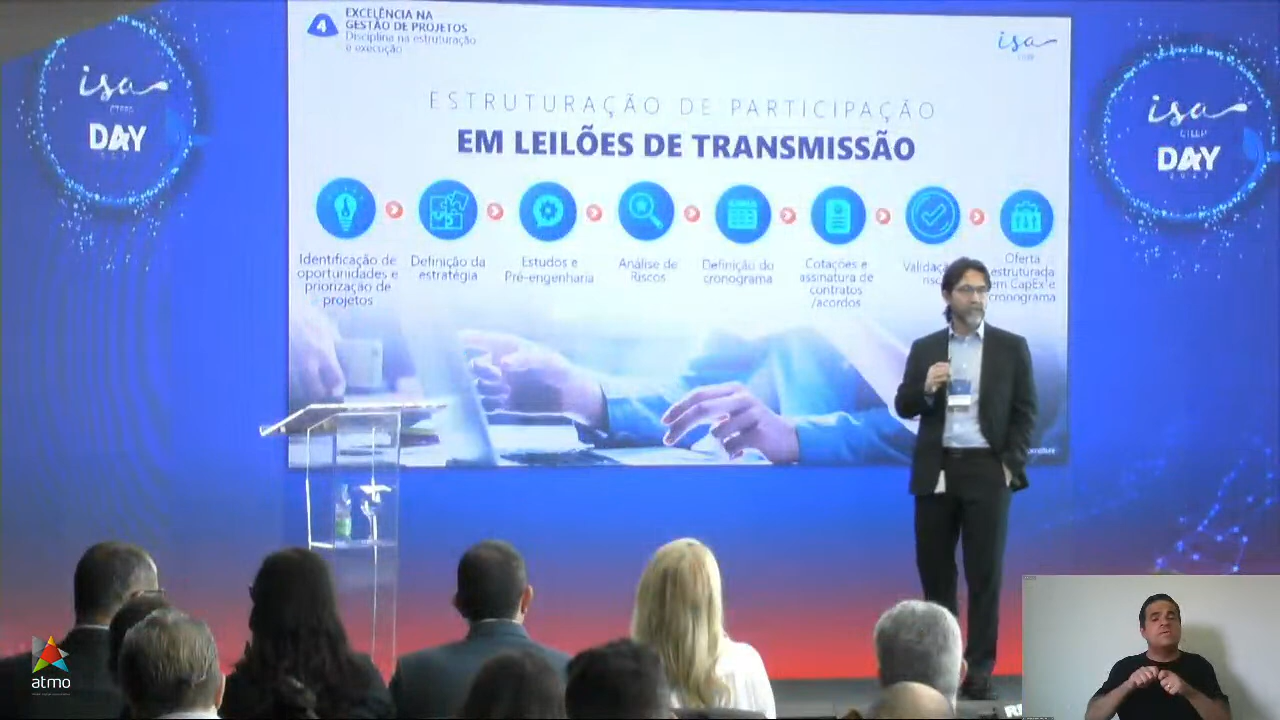 4
EXCELÊNCIA NA
GESTÃO DE PROJETOS
Disciplina na estruturação
e execução
isa
isa
CTEEP
DAY
isa
CTEEP
DAY
ESTRUTURAÇÃO DE PARTICIPAÇÃO
EM LEILÕES DE TRANSMISSÃO
Identificação de
oportunidades e
priorização de
projetos
Definição da
estratégia
Estudos e
Pré-engenharia
Análise de
Riscos
Definição do
cronograma
Cotações e
assinatura de
contratos
/acordos
Oferta
estruturada
em CapEx e
cronograma
atmo